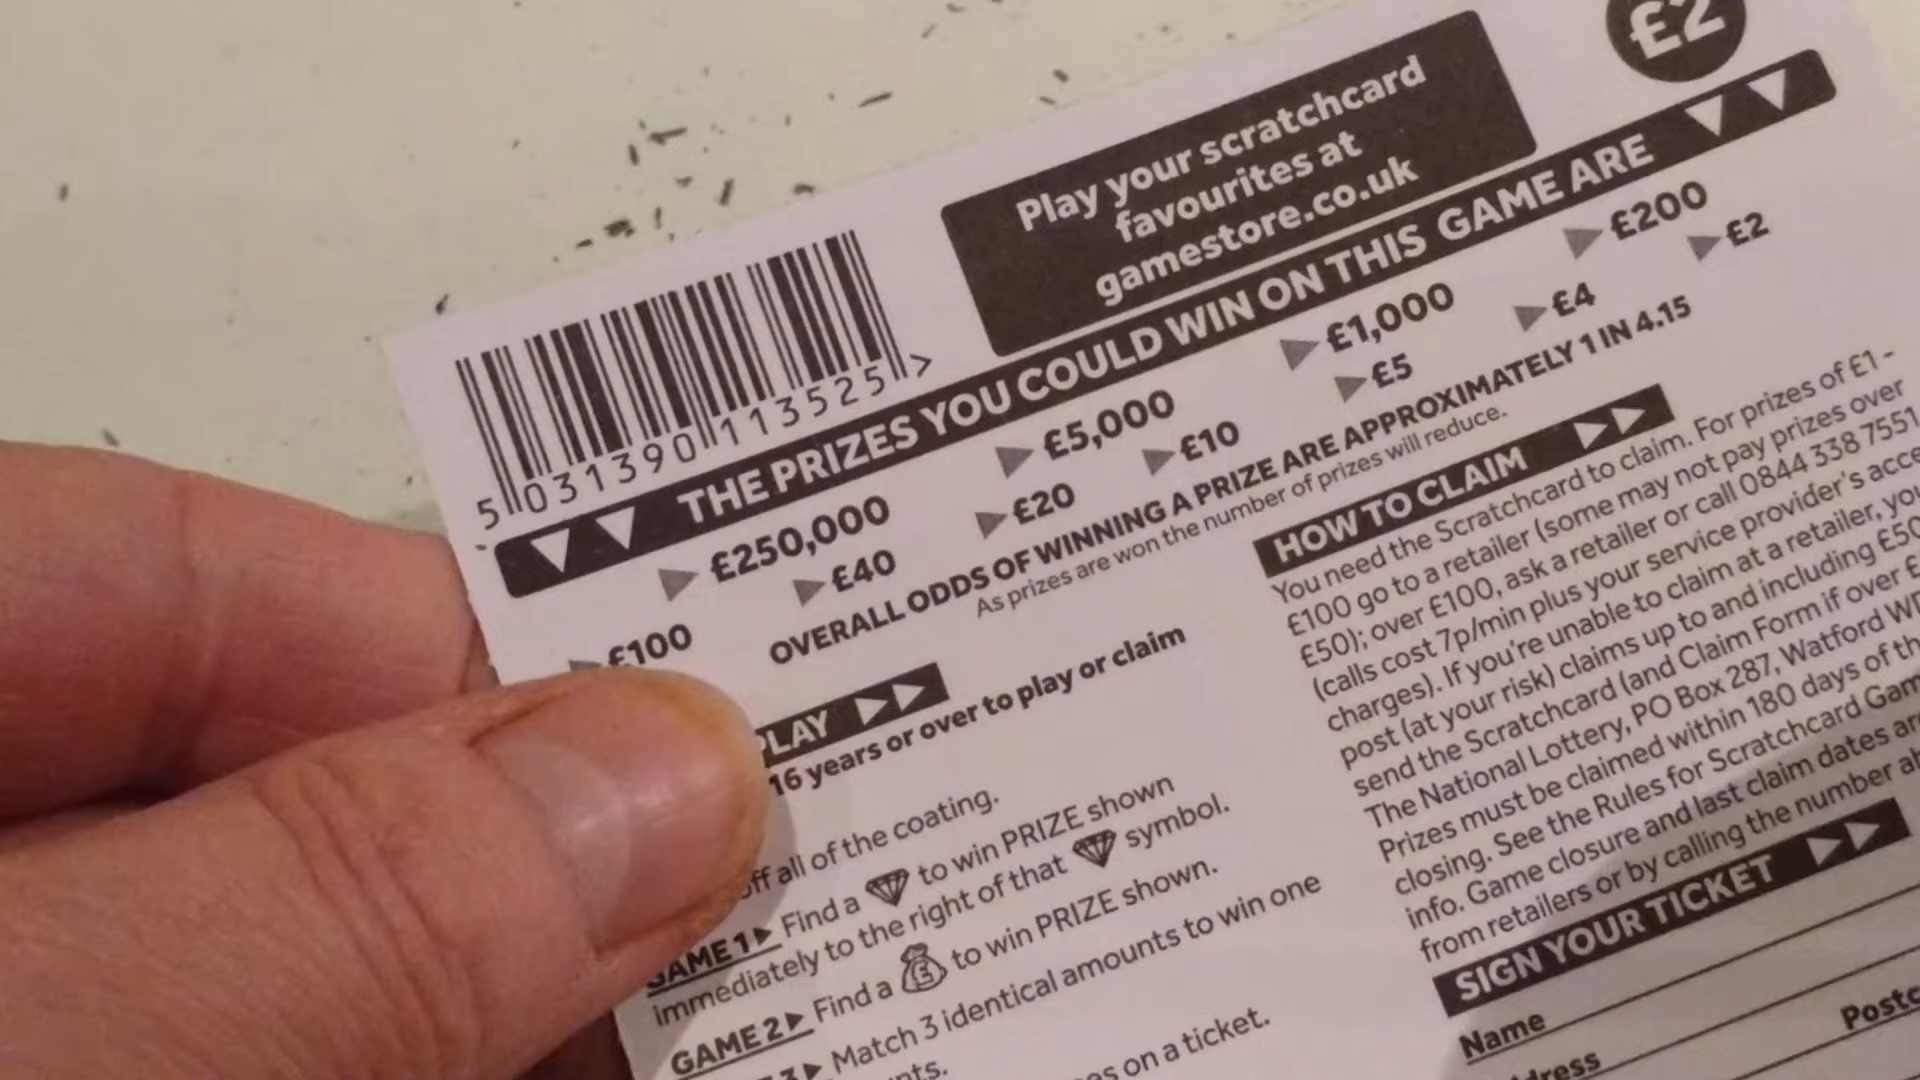 £2
Play your scratchcard
favourites at
gamestore.co.uk
5 031390 113525 >
THE PRIZES YOU COULD WIN ON THIS GAME ARE
£250,000 £5,000 £1,000 £200
£100 £40 £20 £10 £5 £4 £2
OVERALL ODDS OF WINNING A PRIZE ARE APPROXIMATELY 1 IN 4.15
As prizes are won the number of prizes will reduce.
PLAY
16 years or over to play or claim
off all of the coating.
GAME 1 Find a to win PRIZE shown
immediately to the right of that symbol.
GAME 2 Find a £ to win PRIZE shown.
3 Match 3 identical amounts to win one
on a ticket.
HOW TO CLAIM
You need the Scratchcard to claim. For prizes of £1 -
£100 go to a retailer (some may not pay prizes over
£50); over £100, ask a retailer or call 0844 338 7551
(calls cost 7p/min plus your service provider's
charges). If you're unable to claim at a retailer,
post (at your risk) claims up to and including
send the Scratchcard (and Claim Form if over
The National Lottery, PO Box 287, Watford
Prizes must be claimed within 180 days of
closing. See the Rules for Scratchcard
info. Game closure and last claim dates
from retailers or by calling the number
SIGN YOUR TICKET
Name